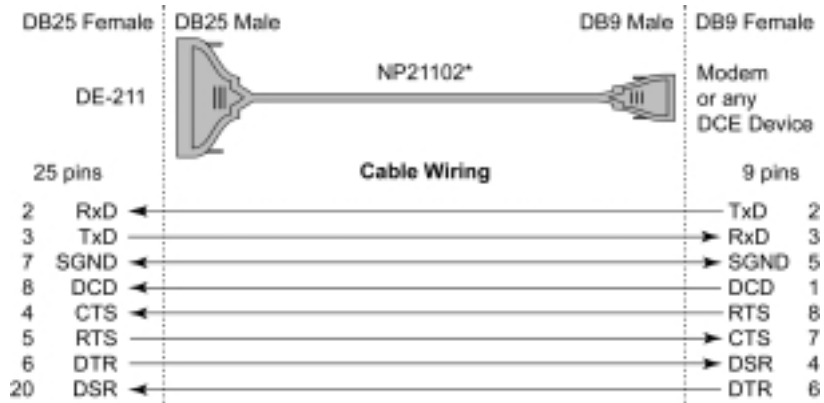 DB25 Female DB25 Male DB9 Male DB9 Female
DE-211 NP21102* Modem
or any
DCE Device
25 pins Cable Wiring 9 pins
2 RxD TxD 2
3 TxD RxD 3
7 SGND SGND 5
8 DCD DCD 1
4 CTS RTS 8
5 RTS CTS 7
6 DTR DSR 4
20 DSR DTR 6